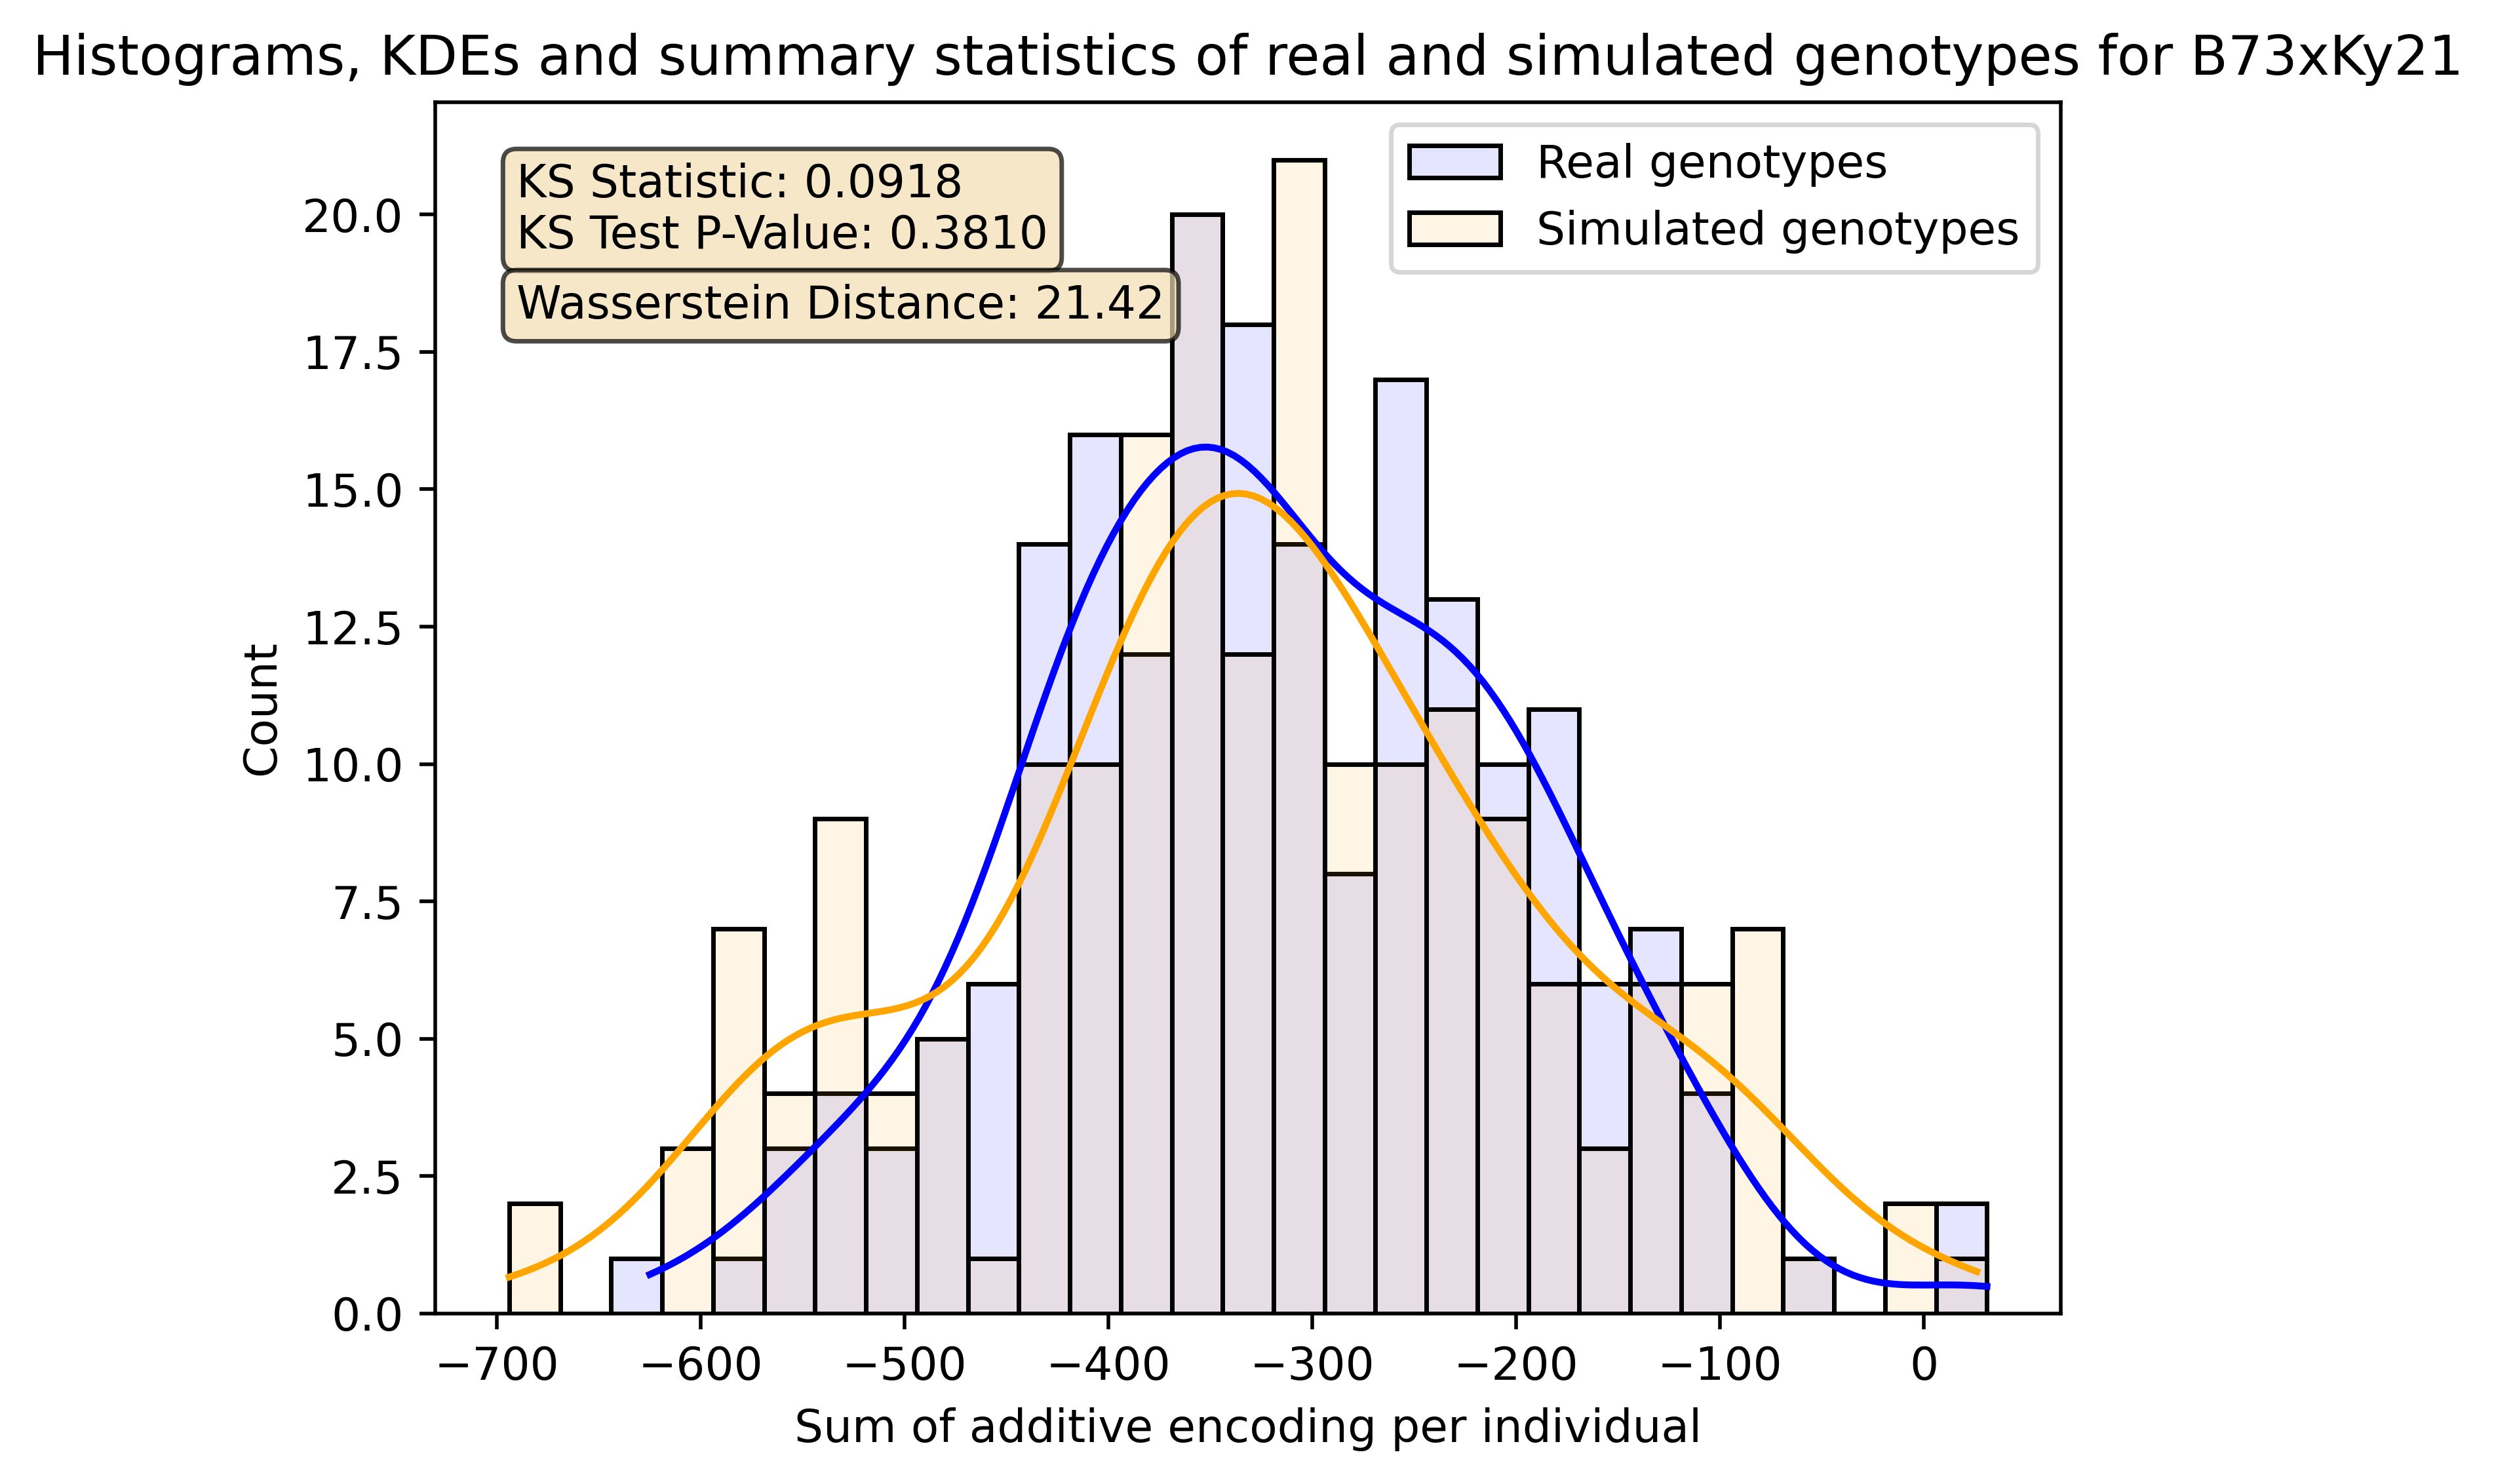 Histograms, KDEs and summary statistics of real and simulated genotypes for B73xKy21
KS Statistic: 0.0918
KS Test P-Value: 0.3810
Wasserstein Distance: 21.42
Real genotypes
Simulated genotypes
Count
20.0
17.5
15.0
12.5
10.0
7.5
5.0
2.5
0.0
−700 −600 −500 −400 −300 −200 −100 0
Sum of additive encoding per individual